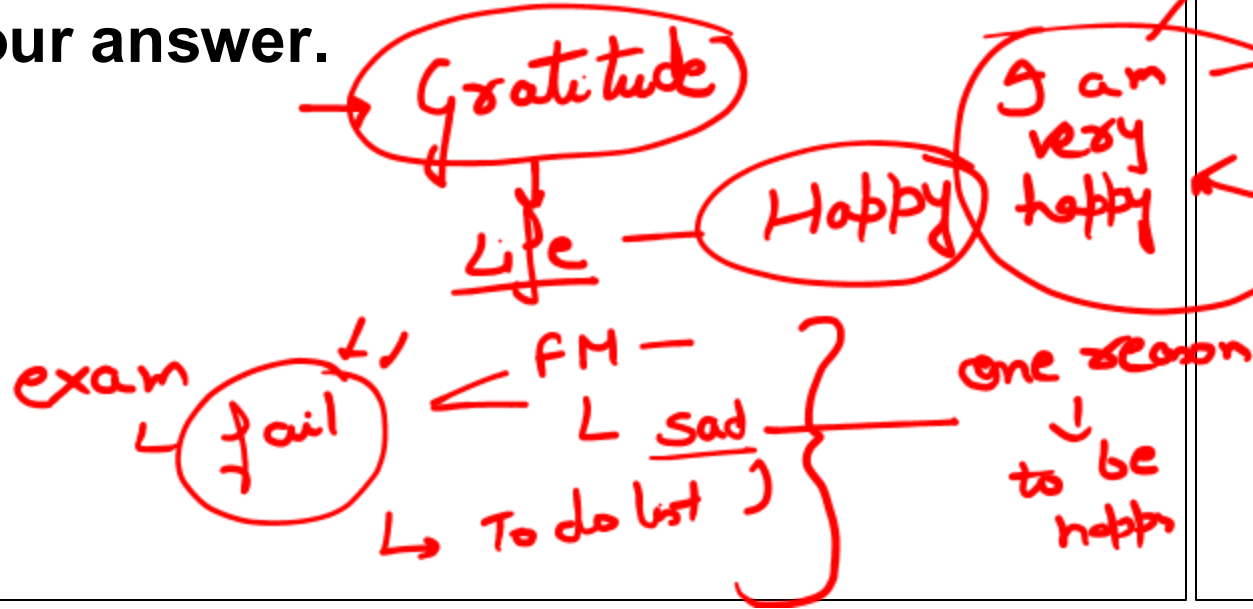 our answer.
Gratitude
I am
very
happy
Happy
Life
FM
exam
fail
sad
To do list
one reason
to be
happy